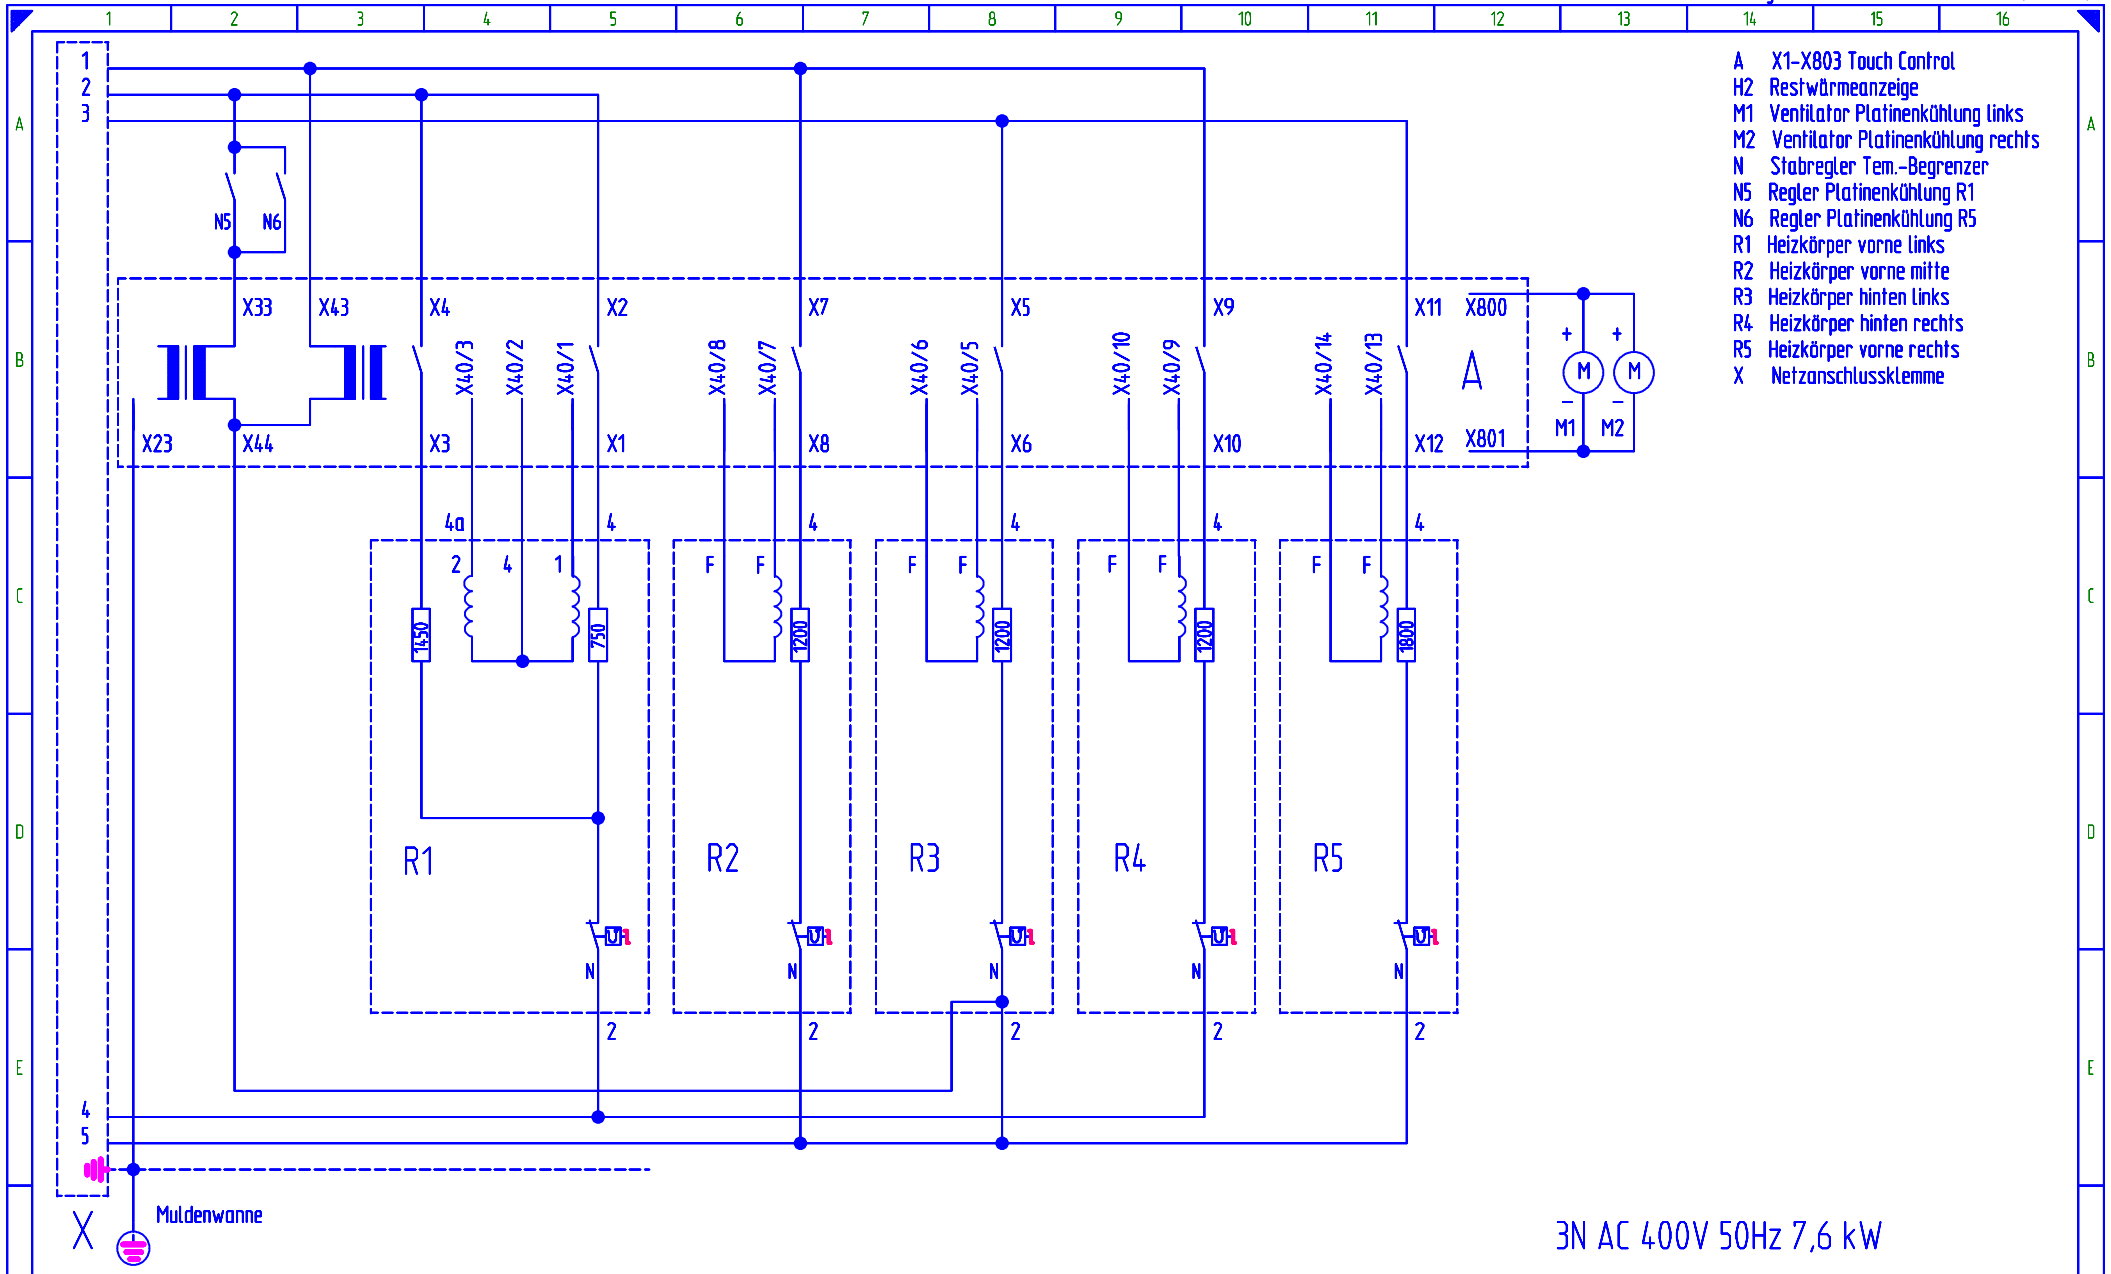 1 2 3 4 5 6 7 8 9 10 11 12 13 14 15 16
1
2
3
A A
A X1-X803 Touch Control
H2 Restwärmeanzeige
M1 Ventilator Platinenkühlung links
M2 Ventilator Platinenkühlung rechts
N Stabregler Tem.-Begrenzer
N5 Regler Platinenkühlung R1
N6 Regler Platinenkühlung R5
R1 Heizkörper vorne links
R2 Heizkörper vorne mitte
R3 Heizkörper hinten links
R4 Heizkörper hinten rechts
R5 Heizkörper vorne rechts
X Netzanschlussklemme
N5 N6
X33 X43 X4 X2 X7 X5 X9 X11 X800
X40/3 X40/2 X40/1 X40/8 X40/7 X40/6 X40/5 X40/10 X40/9 X40/14 X40/13
+ +
B A M M B
- -
M1 M2
X23 X44 X3 X1 X8 X6 X10 X12 X801
4a 4 4 4 4 4
2 4 1 F F F F F F F F
C C
1450 750 1200 1200 1200 1800
D D
R1 R2 R3 R4 R5
N N N N N
2 2 2 2 2
E E
4
5
X Muldenwanne
3N AC 400V 50Hz 7,6 kW